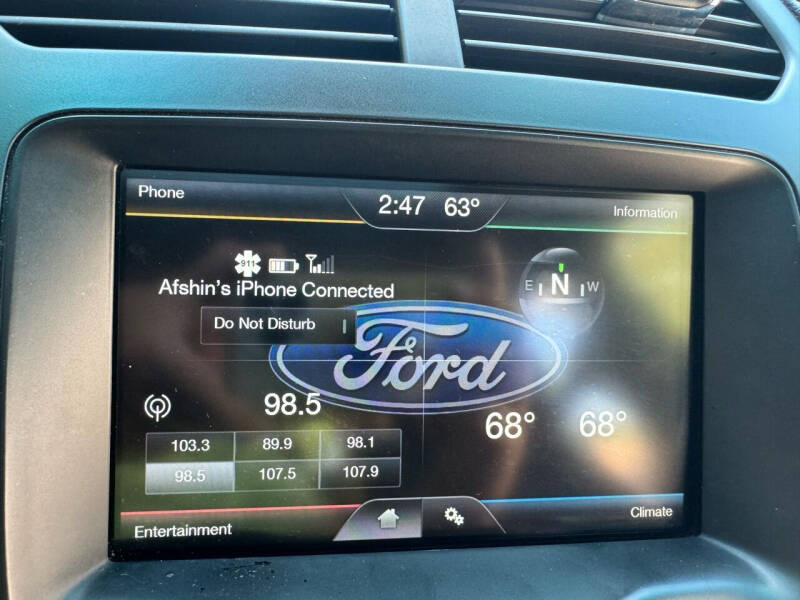 Phone
2:47 63°
Information
911
Afshin's iPhone Connected
E N W
Do Not Disturb
Ford
98.5
68° 68°
103.3 89.9 98.1
98.5 107.5 107.9
Entertainment
Climate